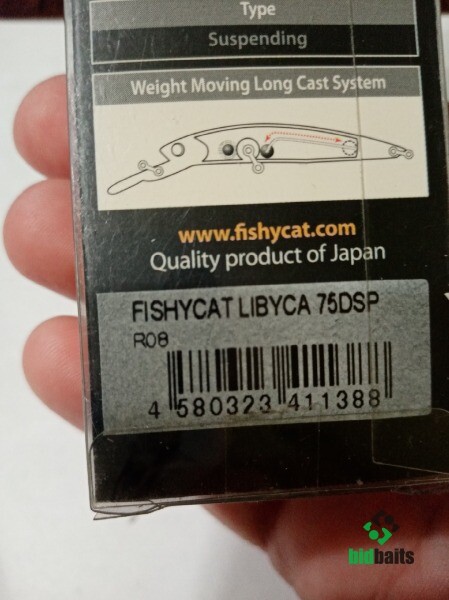 Type
Suspending
Weight Moving Long Cast System
www.fishycat.com
Quality product of Japan
FISHYCAT LIBYCA 75DSP
R08
4 580323 411388
bidbaits